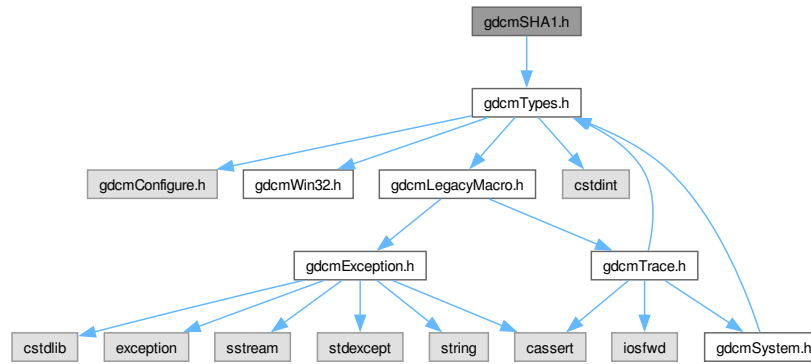 gdcmSHA1.h
gdcmTypes.h
gdcmConfigure.h
gdcmWin32.h
gdcmLegacyMacro.h
cstdint
gdcmException.h
gdcmTrace.h
cstdlib
exception
sstream
stdexcept
string
cassert
iosfwd
gdcmSystem.h